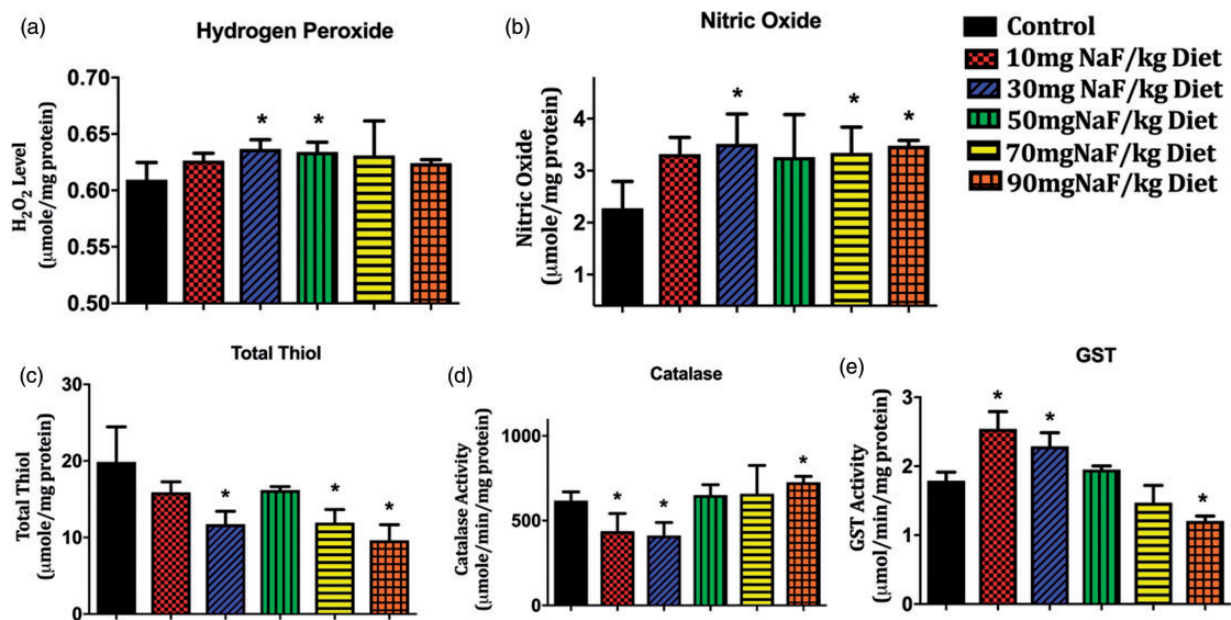 (a)
Hydrogen Peroxide
H₂O₂ Level
(μmole/mg protein)
0.70
0.65
0.60
0.55
0.50
*
*
(b)
Nitric Oxide
Nitric Oxide
(μmole/mg protein)
4
3
2
1
*
*
*
Control
10mg NaF/kg Diet
30mg NaF/kg Diet
50mgNaF/kg Diet
70mgNaF/kg Diet
90mgNaF/kg Diet
(c)
Total Thiol
Total Thiol
(μmole/mg protein)
30
20
10
0
*
*
*
(d)
Catalase
Catalase Activity
(μmole/min/mg protein)
1000
500
0
*
*
*
(e)
GST
GST Activity
(μmol/min/mg protein)
3
2
1
0
*
*
*